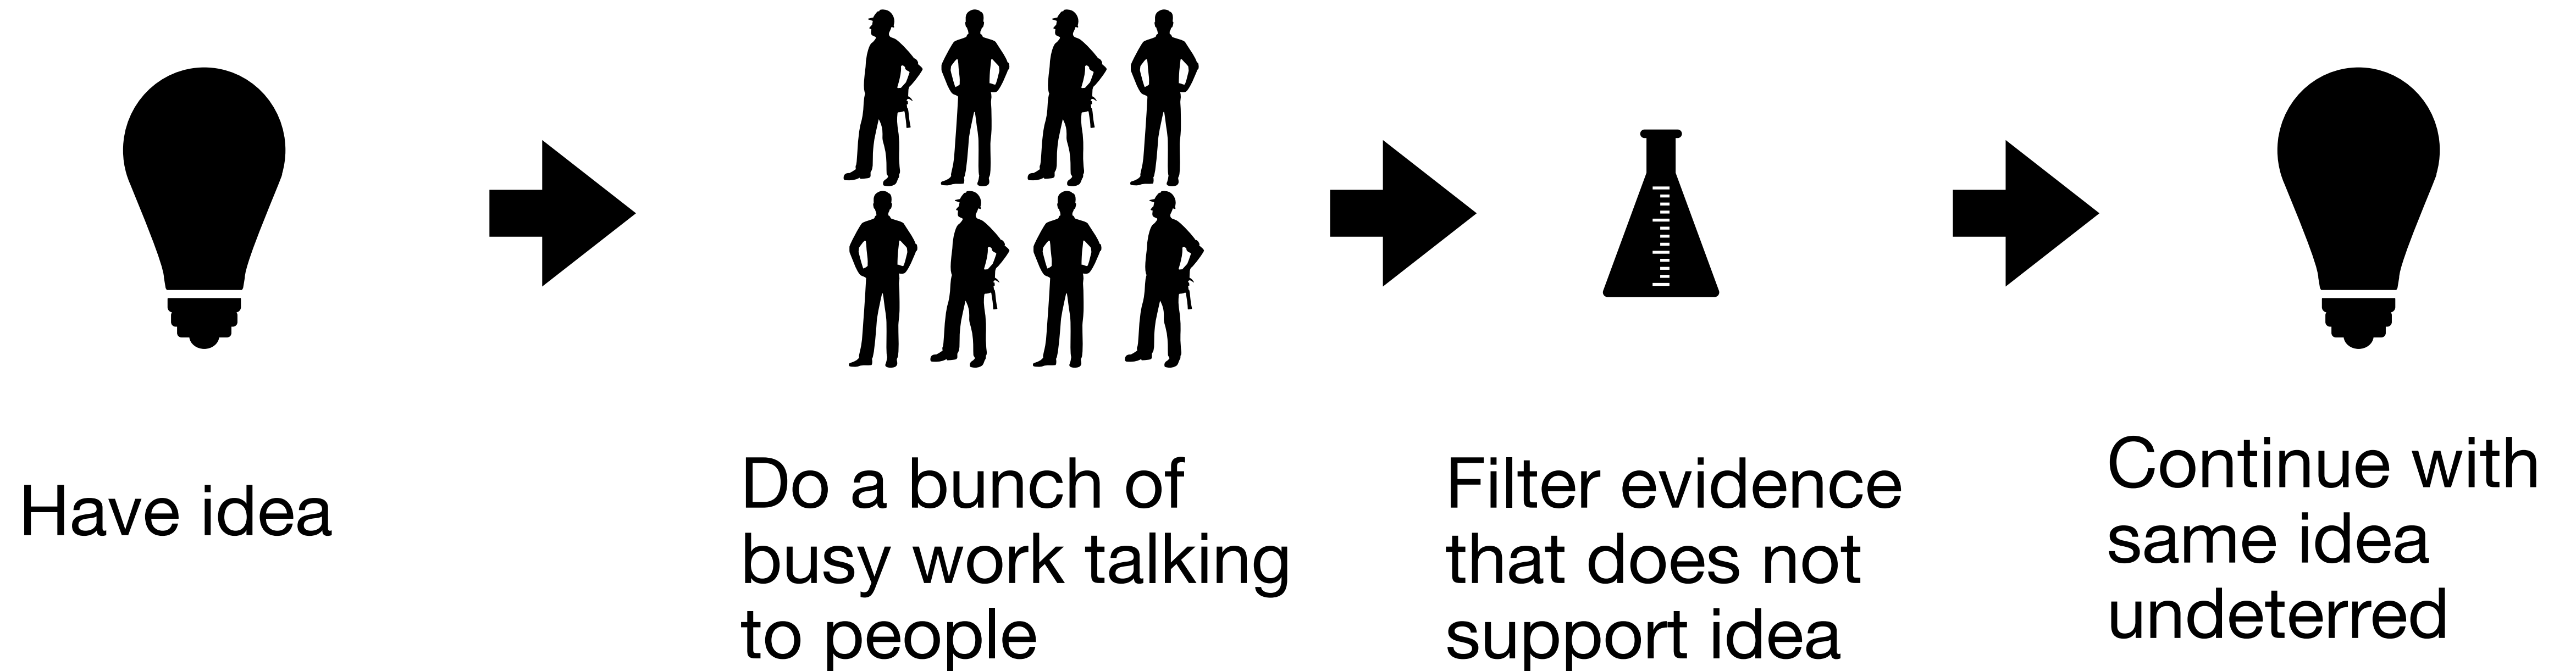 Have idea
Do a bunch of
busy work talking
to people
Filter evidence
that does not
support idea
Continue with
same idea
undeterred